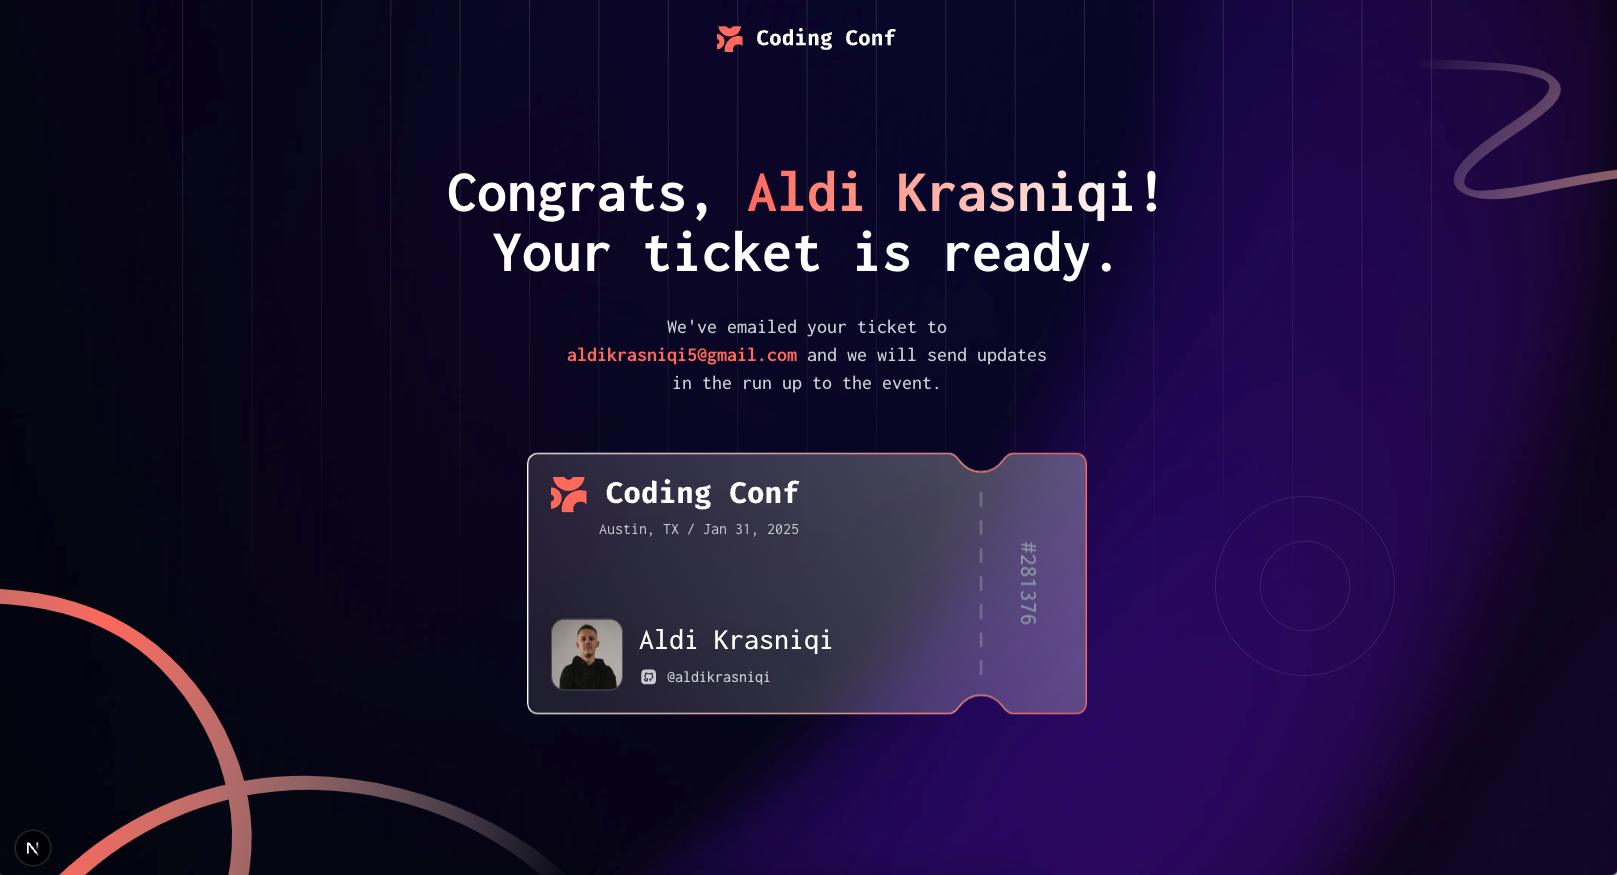 Coding Conf
Congrats, Aldi Krasniqi!
Your ticket is ready.
We've emailed your ticket to
aldikrasniqi5@gmail.com and we will send updates
in the run up to the event.
Coding Conf
Austin, TX / Jan 31, 2025
#281376
Aldi Krasniqi
@aldikrasniqi
N